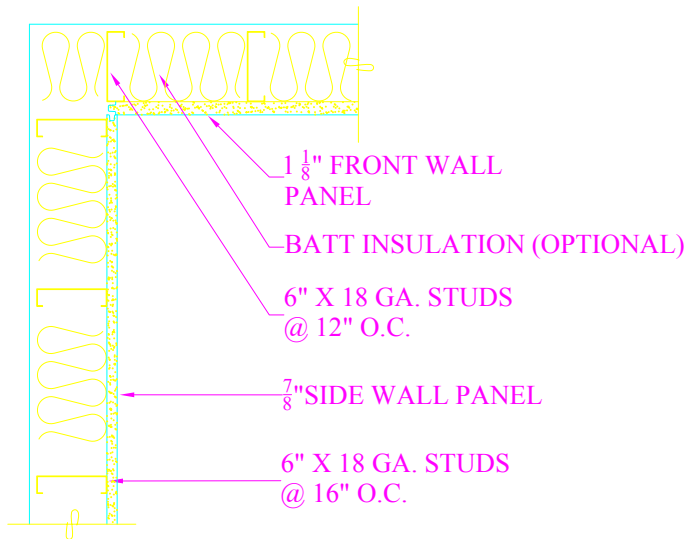 1 1/8" FRONT WALL
PANEL
BATT INSULATION (OPTIONAL)
6" X 18 GA. STUDS
@ 12" O.C.
7/8"SIDE WALL PANEL
6" X 18 GA. STUDS
@ 16" O.C.